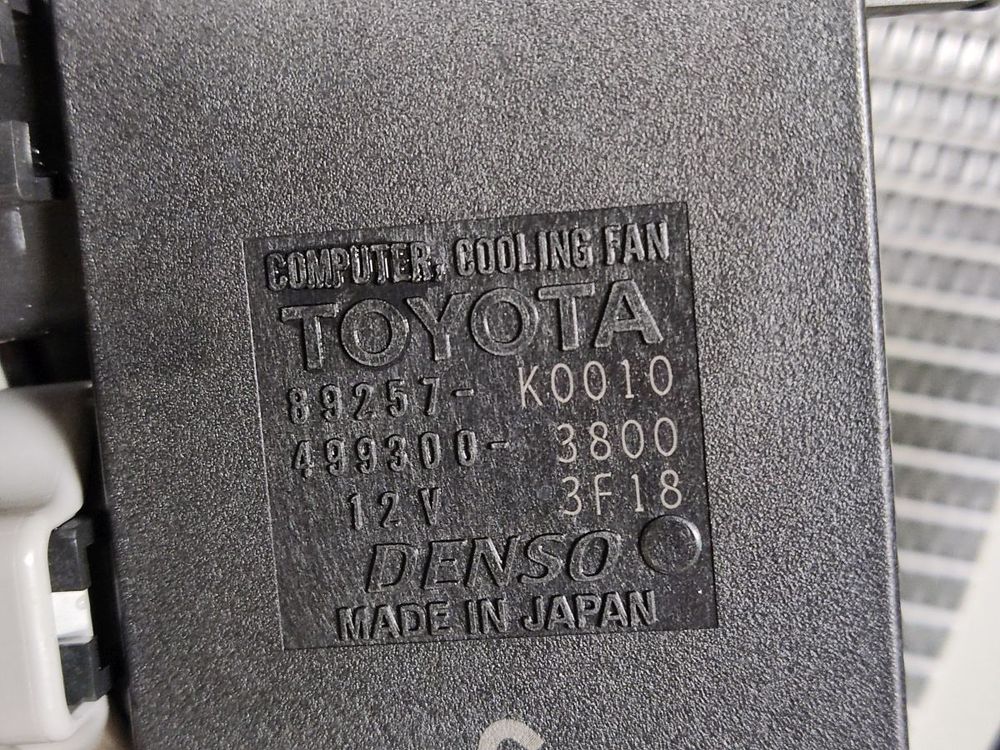 COMPUTER, COOLING FAN
TOYOTA
89257- K0010
499300- 3800
12V 3F18
DENSO
MADE IN JAPAN